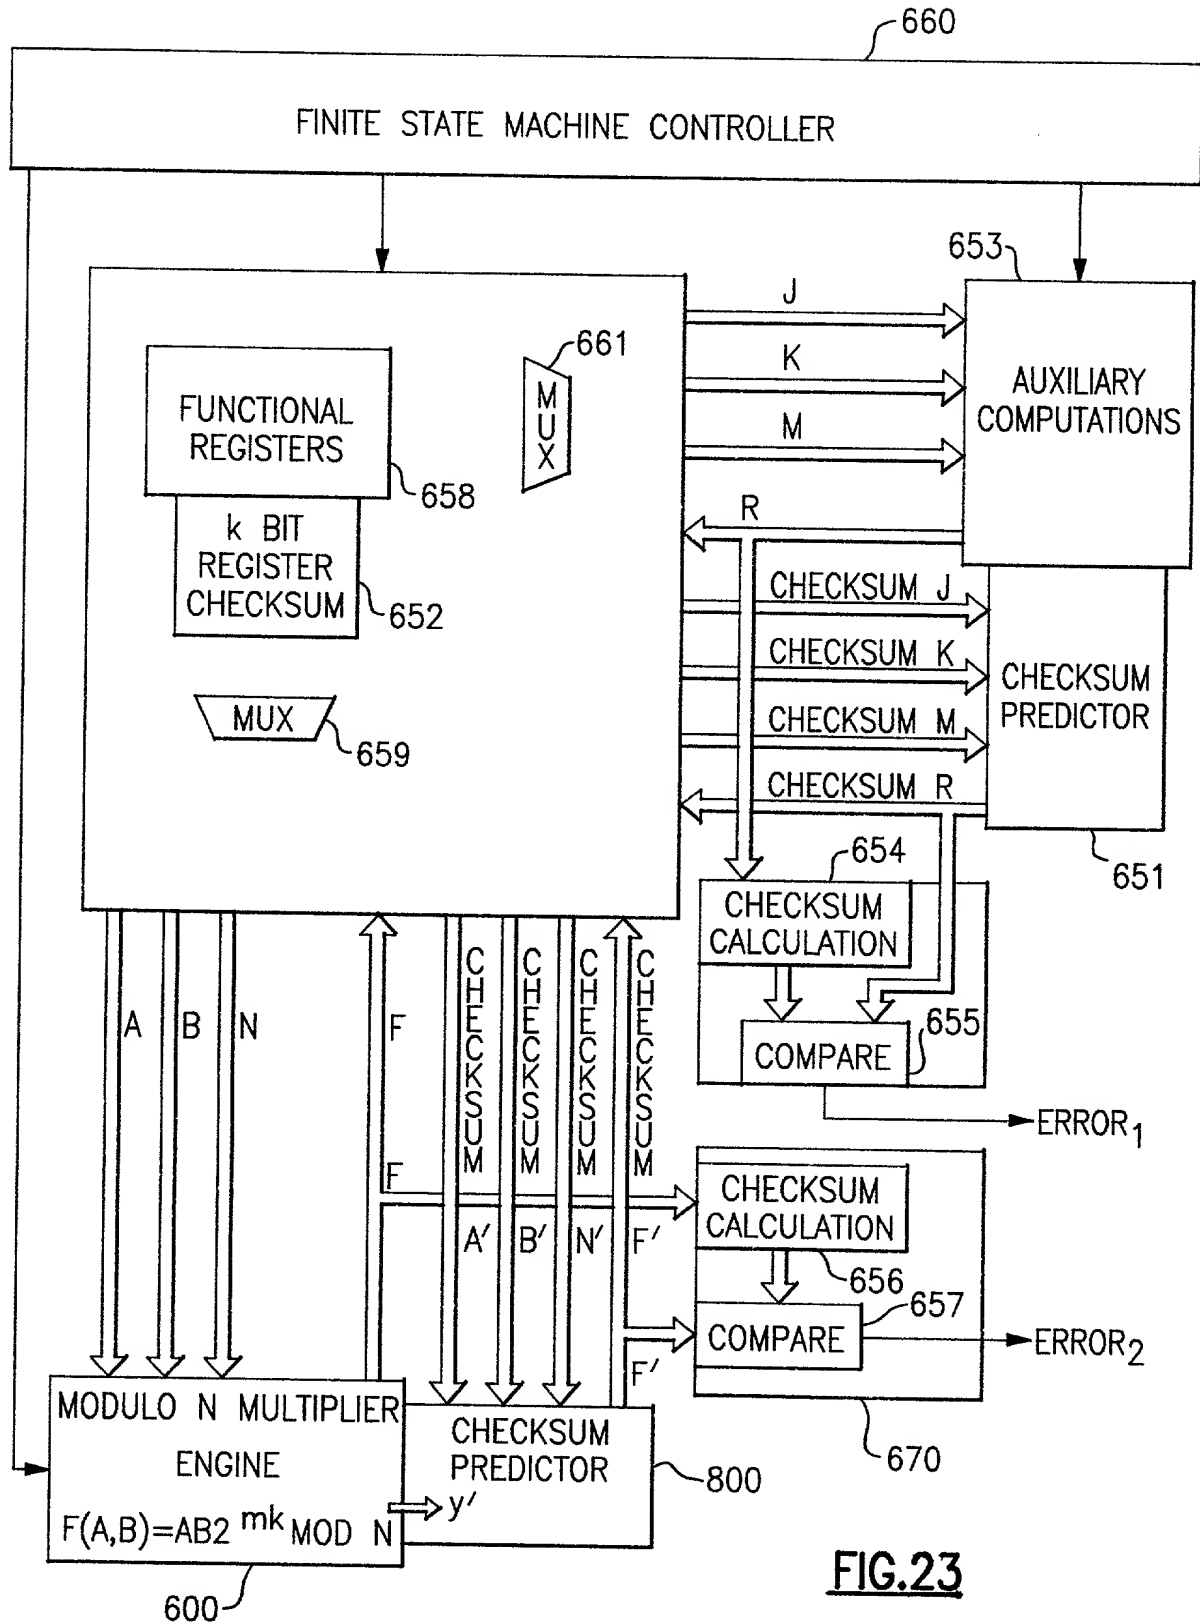 660
FINITE STATE MACHINE CONTROLLER
653
J
661
K
MUX
FUNCTIONAL
REGISTERS
AUXILIARY
COMPUTATIONS
M
658
R
k BIT
REGISTER
CHECKSUM
652
CHECKSUM J
CHECKSUM K
CHECKSUM
PREDICTOR
MUX
659
CHECKSUM M
CHECKSUM R
654
651
CHECKSUM
CALCULATION
A
B
N
F
CHECKSUM
CHECKSUM
CHECKSUM
CHECKSUM
655
COMPARE
ERROR1
F
CHECKSUM
CALCULATION
A′
B′
N′
F′
656
657
COMPARE
ERROR2
F′
MODULO N MULTIPLIER
ENGINE
F(A,B)=AB2 mk MOD N
CHECKSUM
PREDICTOR
y′
800
670
600
FIG.23